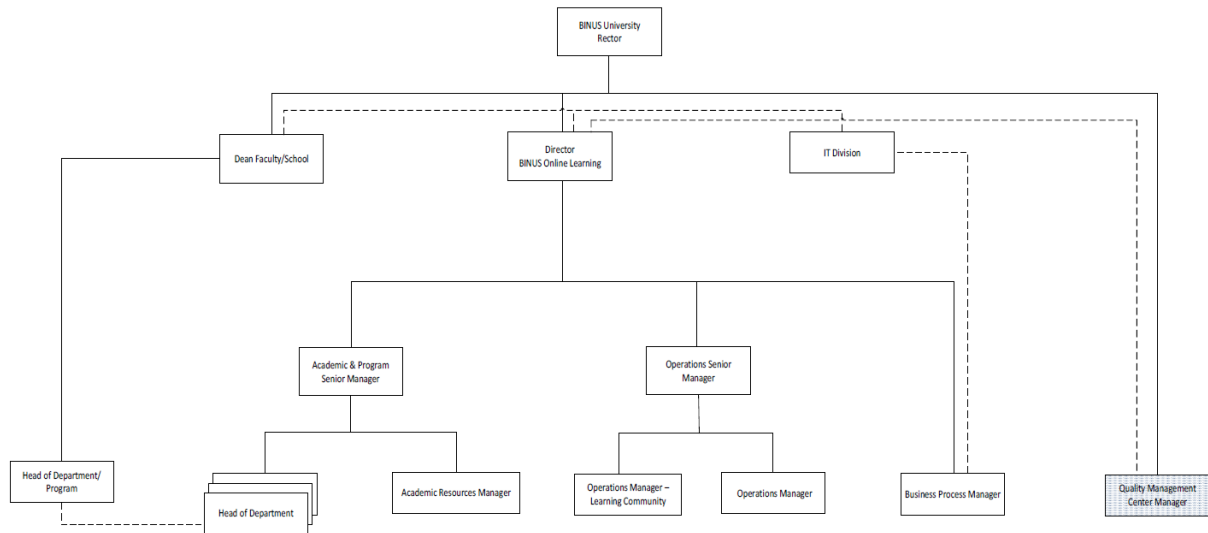 BINUS University
Rector
Dean Faculty/School
Director
BINUS Online Learning
IT Division
Academic & Program
Senior Manager
Operations Senior
Manager
Head of Department/
Program
Head of Department
Academic Resources Manager
Operations Manager –
Learning Community
Operations Manager
Business Process Manager
Quality Management
Center Manager